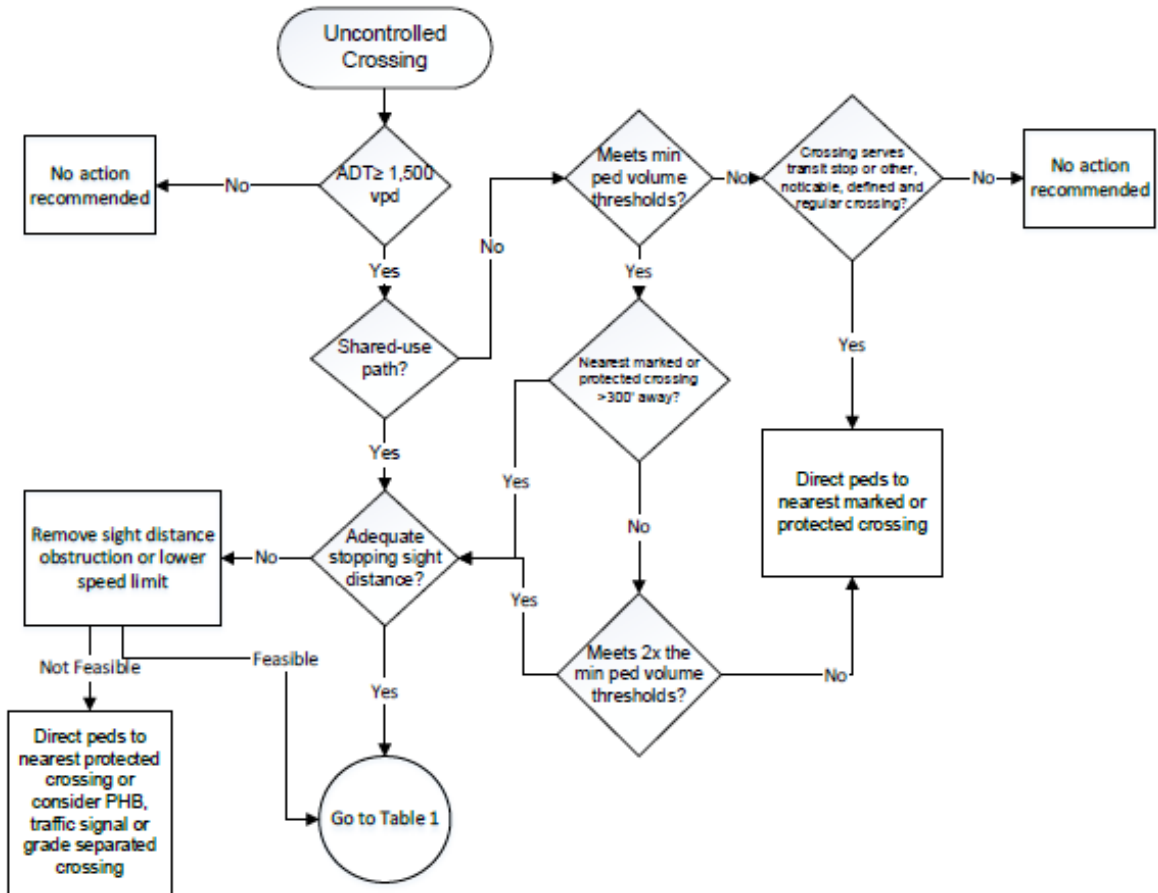 Uncontrolled
Crossing
ADT≥ 1,500
vpd
No
No action
recommended
Yes
Shared-use
path?
No
Meets min
ped volume
thresholds?
No
Crossing serves
transit stop or other,
noticable, defined and
regular crossing?
No
No action
recommended
Yes
Nearest marked or
protected crossing
>300' away?
Yes
Direct peds to
nearest marked or
protected crossing
Yes
Yes
No
Adequate
stopping sight
distance?
No
Remove sight distance
obstruction or lower
speed limit
Yes
Meets 2x the
min ped volume
thresholds?
No
Not Feasible
Feasible
Yes
Direct peds to
nearest protected
crossing or
consider PHB,
traffic signal or
grade separated
crossing
Go to Table 1